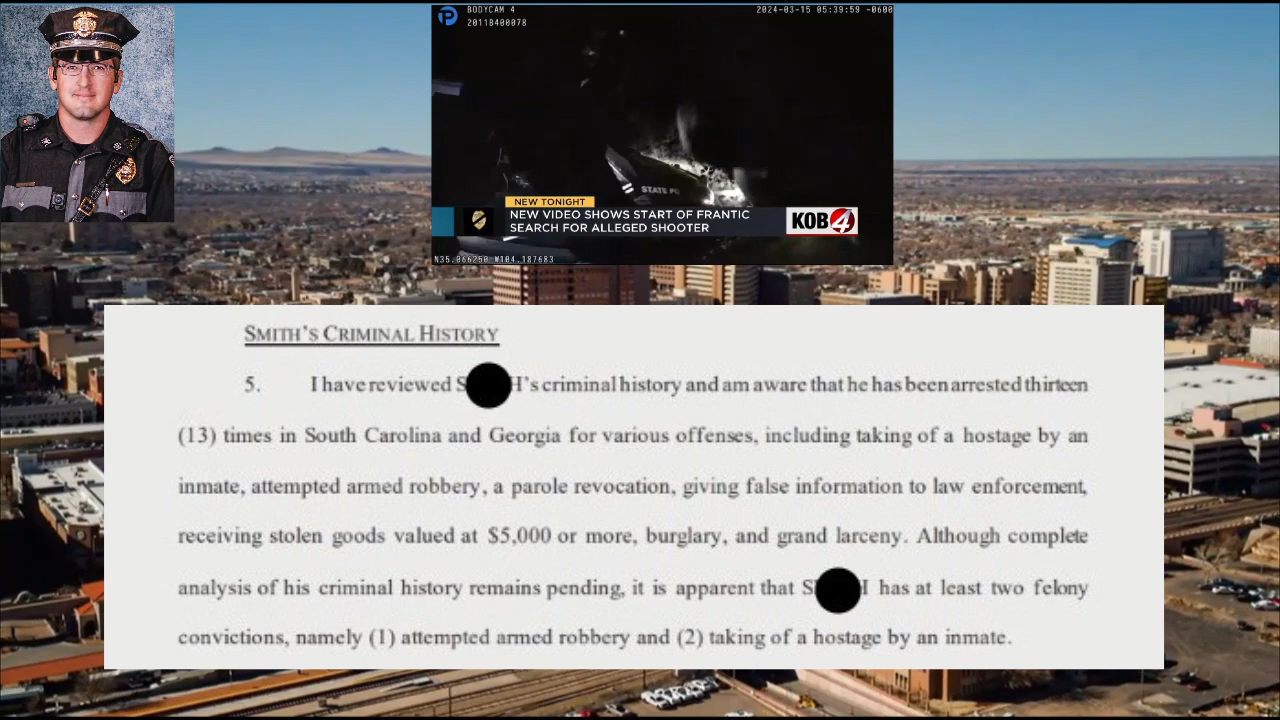 BODYCAM 4
2011B400078
2024-03-15 05:39:59 -0600
STATE PO
NEW TONIGHT
NEW VIDEO SHOWS START OF FRANTIC
SEARCH FOR ALLEGED SHOOTER
KOB 4
N35.066250 W104.187683
SMITH'S CRIMINAL HISTORY
5. I have reviewed S H's criminal history and am aware that he has been arrested thirteen
(13) times in South Carolina and Georgia for various offenses, including taking of a hostage by an
inmate, attempted armed robbery, a parole revocation, giving false information to law enforcement,
receiving stolen goods valued at $5,000 or more, burglary, and grand larceny. Although complete
analysis of his criminal history remains pending, it is apparent that S H has at least two felony
convictions, namely (1) attempted armed robbery and (2) taking of a hostage by an inmate.